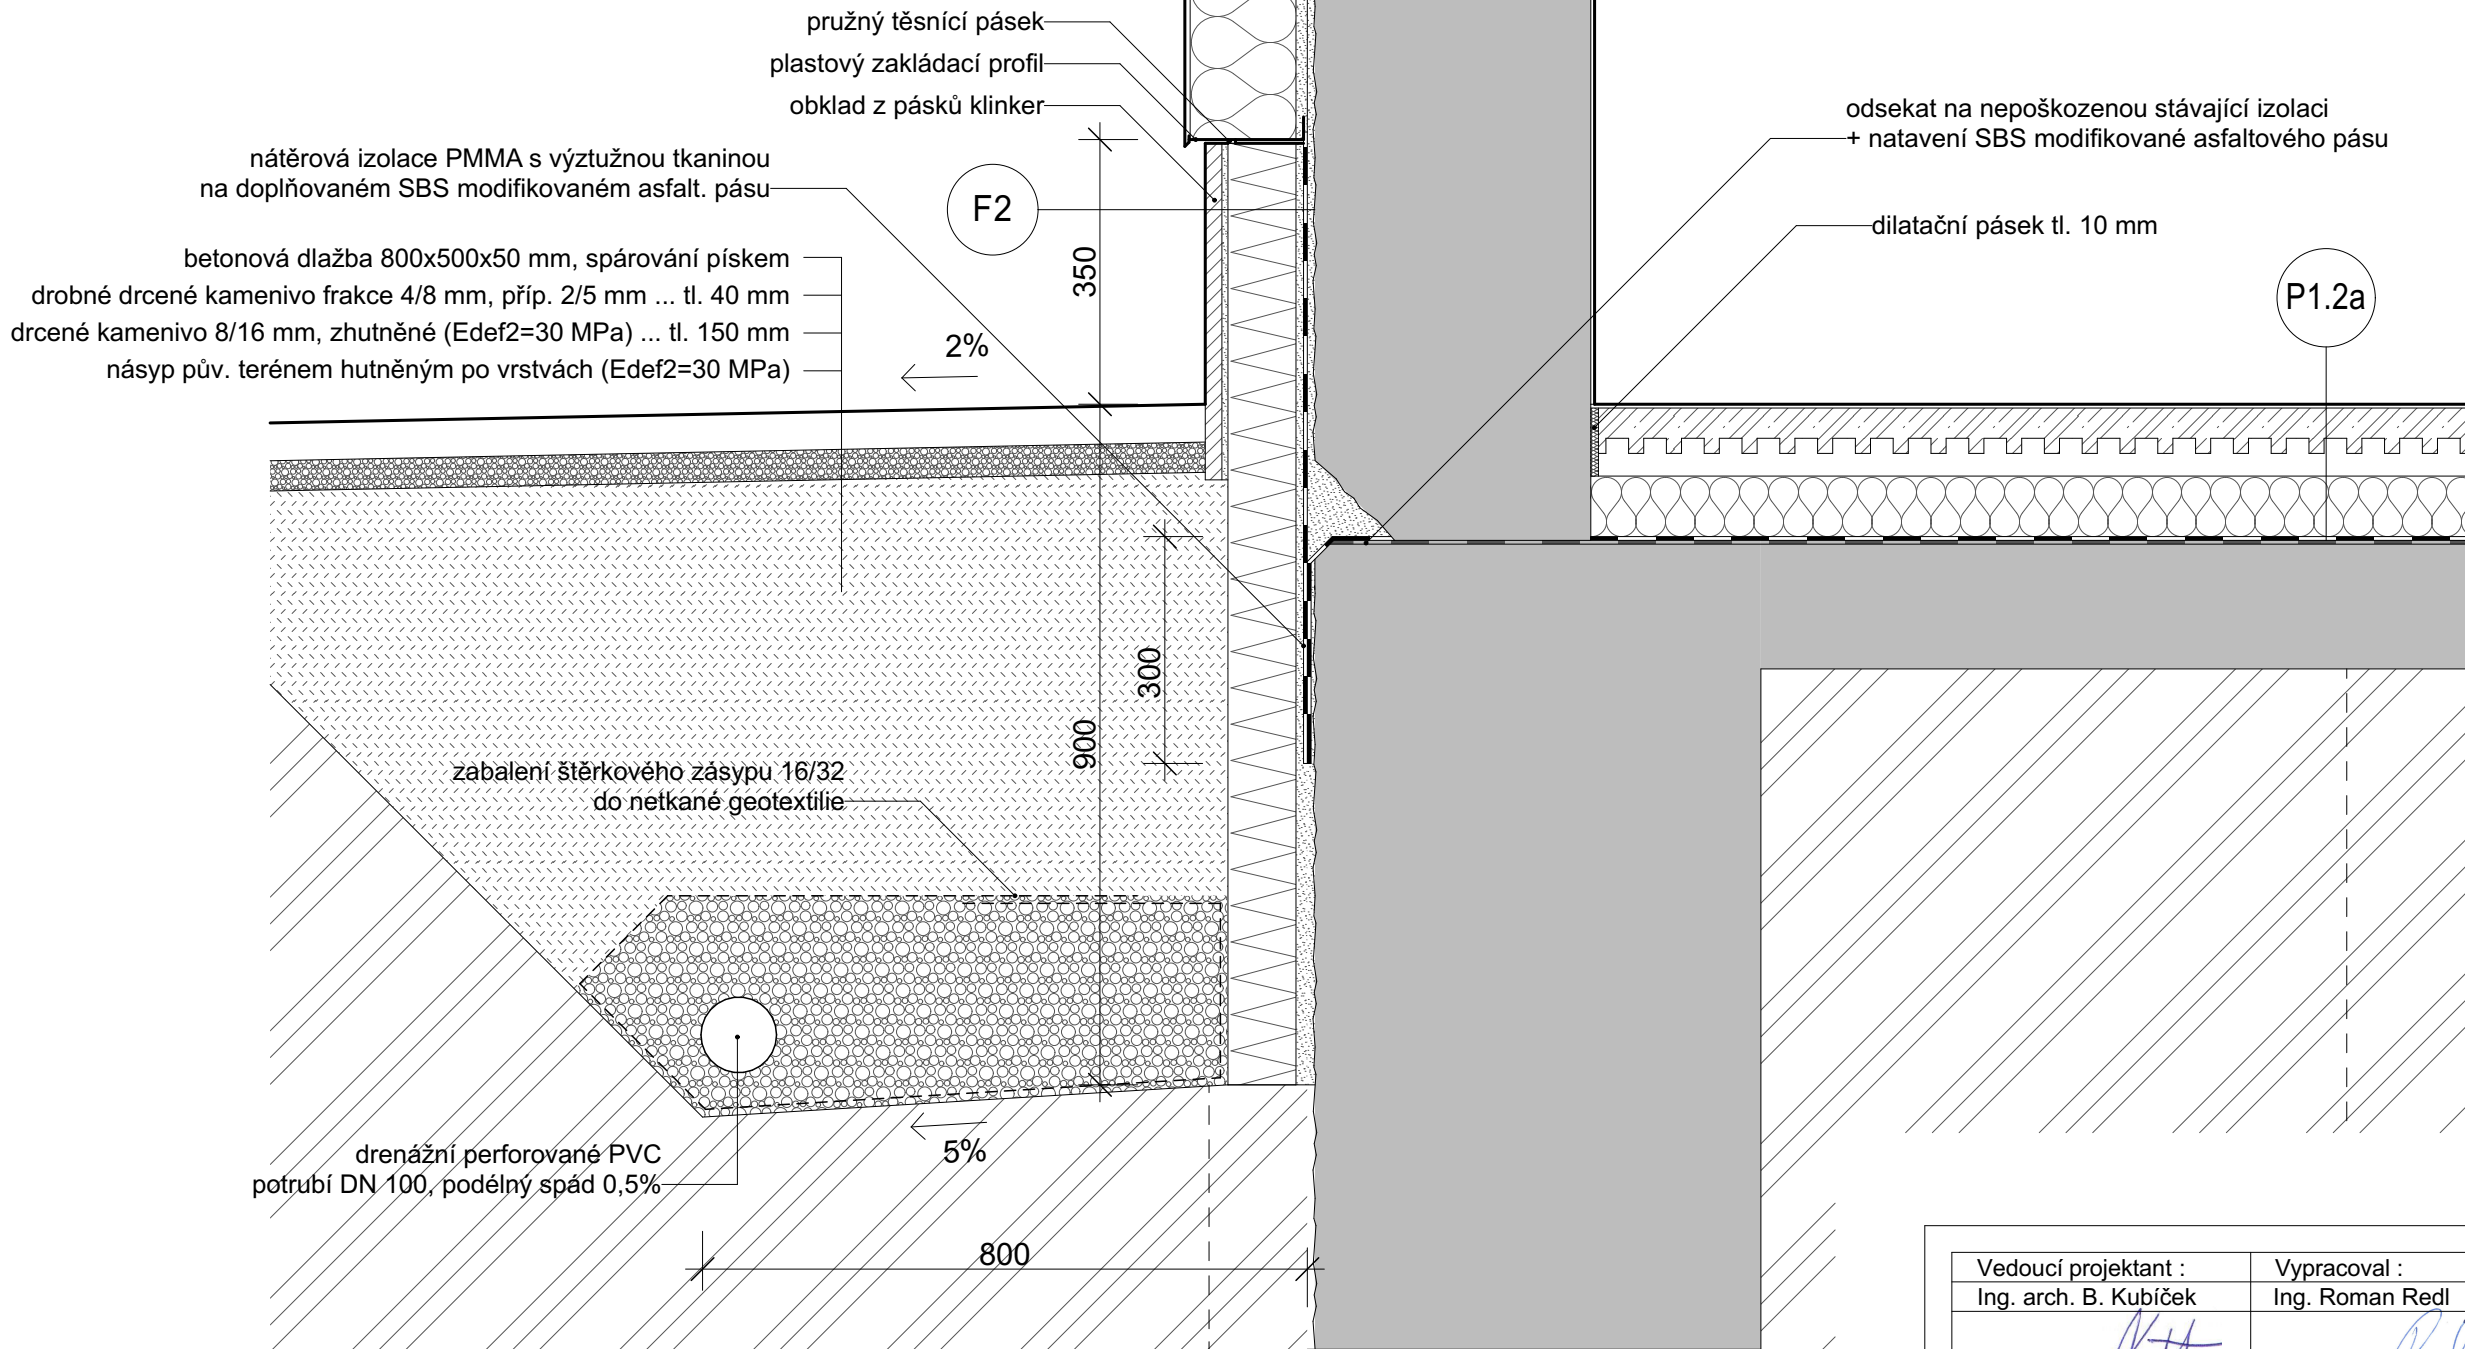 pružný těsnící pásek
plastový zakládací profil
obklad z pásků klinker
nátěrová izolace PMMA s výztužnou tkaninou
na doplňovaném SBS modifikovaném asfalt. pásu
betonová dlažba 800x500x50 mm, spárování pískem
drobné drcené kamenivo frakce 4/8 mm, příp. 2/5 mm ... tl. 40 mm
drcené kamenivo 8/16 mm, zhutněné (Edef2=30 MPa) ... tl. 150 mm
násyp pův. terénem hutněným po vrstvách (Edef2=30 MPa)
2%
F2
350
odsekat na nepoškozenou stávající izolaci
+ natavení SBS modifikované asfaltového pásu
dilatační pásek tl. 10 mm
P1.2a
300
900
zabalení štěrkového zásypu 16/32
do netkané geotextilie
drenážní perforované PVC
potrubí DN 100, podélný spád 0,5%
5%
800
Vedoucí projektant :
Vypracoval :
Ing. arch. B. Kubíček
Ing. Roman Redl